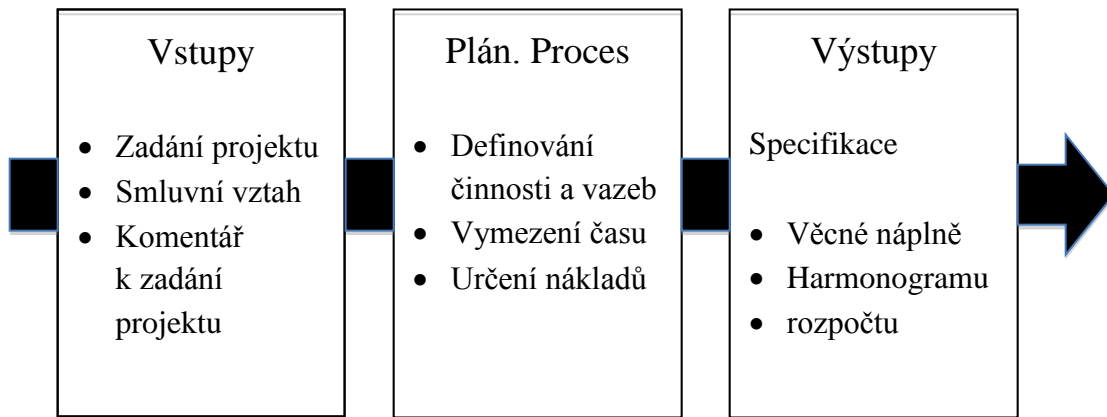 Vstupy
• Zadání projektu
• Smluvní vztah
• Komentář
k zadání
projektu
Plán. Proces
• Definování
činnosti a vazeb
• Vymezení času
• Určení nákladů
Výstupy
Specifikace
• Věcné náplně
• Harmonogramu
• rozpočtu